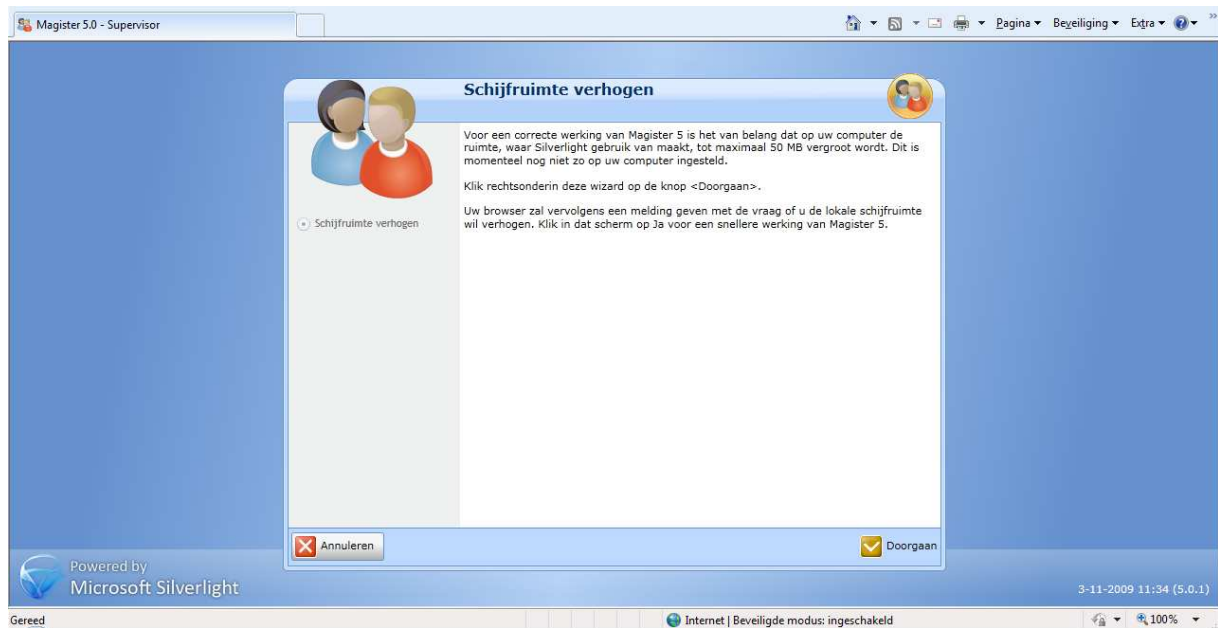 Magister 5.0 - Supervisor
Pagina Beveiliging Extra
Schijfruimte verhogen
Voor een correcte werking van Magister 5 is het van belang dat op uw computer de
ruimte, waar Silverlight gebruik van maakt, tot maximaal 50 MB vergroot wordt. Dit is
momenteel nog niet zo op uw computer ingesteld.
Klik rechtsonderin deze wizard op de knop <Doorgaan>.
Uw browser zal vervolgens een melding geven met de vraag of u de lokale schijfruimte
wil verhogen. Klik in dat scherm op Ja voor een snellere werking van Magister 5.
Schijfruimte verhogen
Annuleren Doorgaan
Powered by
Microsoft Silverlight
3-11-2009 11:34 (5.0.1)
Gereed Internet | Beveiligde modus: ingeschakeld 100%